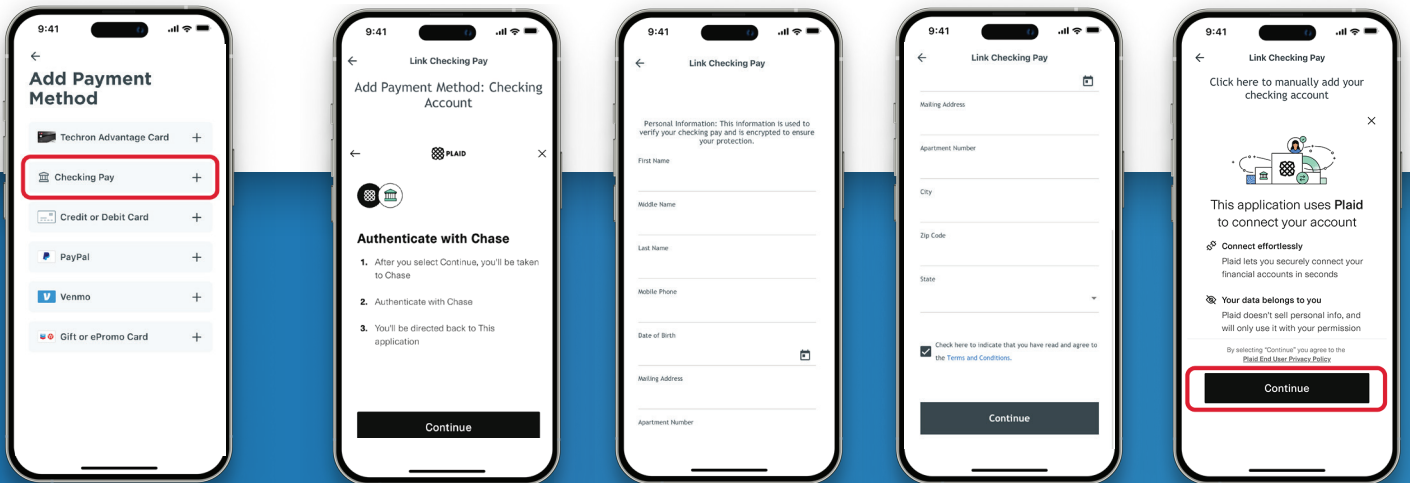 9:41
Add Payment
Method
Techron Advantage Card
Checking Pay
Credit or Debit Card
PayPal
Venmo
Gift or ePromo Card
9:41
Link Checking Pay
Add Payment Method: Checking
Account
PLAID
Authenticate with Chase
1. After you select Continue, you'll be taken
to Chase
2. Authenticate with Chase
3. You'll be directed back to This
application
Continue
9:41
Link Checking Pay
Personal Information: This information is used to
verify your checking pay and is encrypted to ensure
your protection.
First Name
Middle Name
Last Name
Mobile Phone
Date of Birth
Mailing Address
Apartment Number
9:41
Link Checking Pay
Mailing Address
Apartment Number
City
Zip Code
State
Check here to indicate that you have read and agree to
the Terms and Conditions.
Continue
9:41
Link Checking Pay
Click here to manually add your
checking account
This application uses Plaid
to connect your account
Connect effortlessly
Plaid lets you securely connect your
financial accounts in seconds
Your data belongs to you
Plaid doesn't sell personal info, and
will only use it with your permission
By selecting "Continue" you agree to the
Plaid End User Privacy Policy
Continue